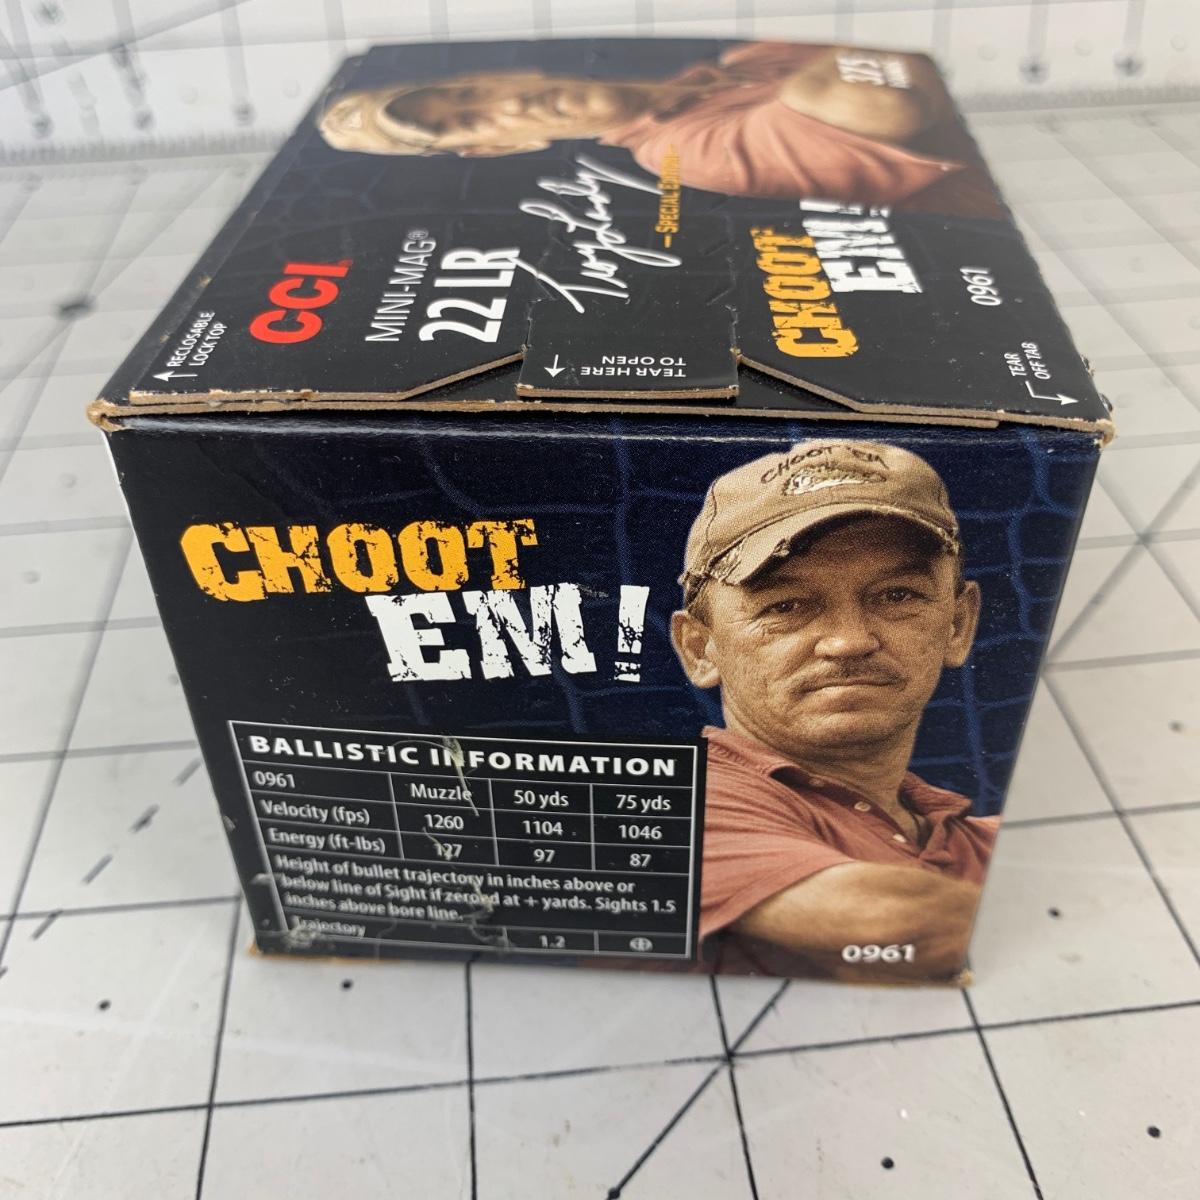 375
CCI
MINI-MAG®
22 LR
Troy Landry
— SPECIAL EDITION —
CHOOT
EM!
0961
RECLOSABLE
LOCK TOP
TEAR HERE
TO OPEN
TEAR
OFF TAB
CHOOT 'EM
CHOOT
EM!
BALLISTIC INFORMATION
0961 Muzzle 50 yds 75 yds
Velocity (fps) 1260 1104 1046
Energy (ft-lbs) 127 97 87
Height of bullet trajectory in inches above or
below line of Sight if zeroed at + yards. Sights 1.5
inches above bore line.
Trajectory 1.2
0961